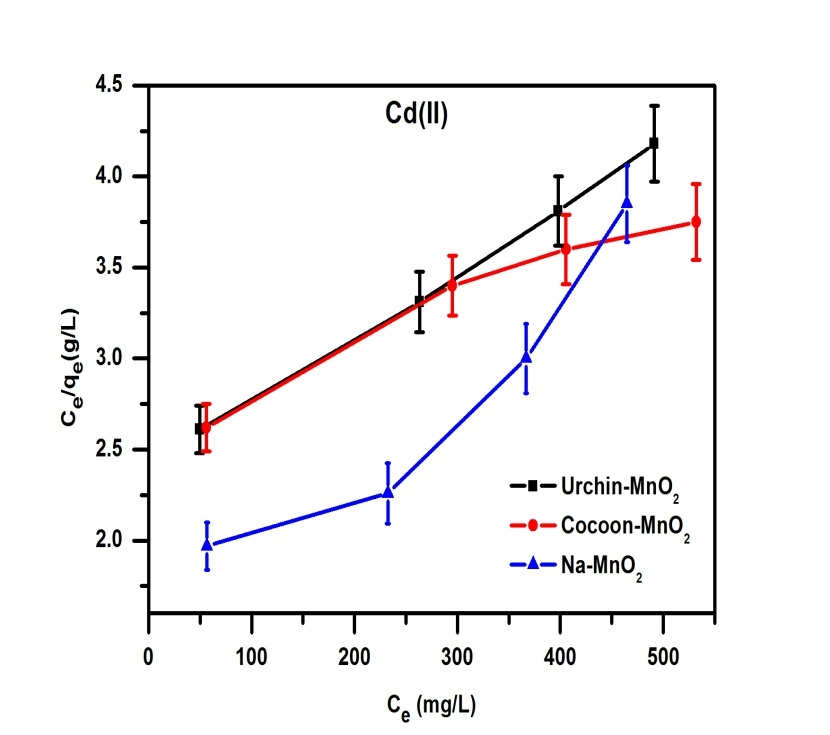 Cd(II)
4.5
4.0
3.5
3.0
2.5
2.0
Ce/qe(g/L)
Urchin-MnO2
Cocoon-MnO2
Na-MnO2
0 100 200 300 400 500
Ce (mg/L)